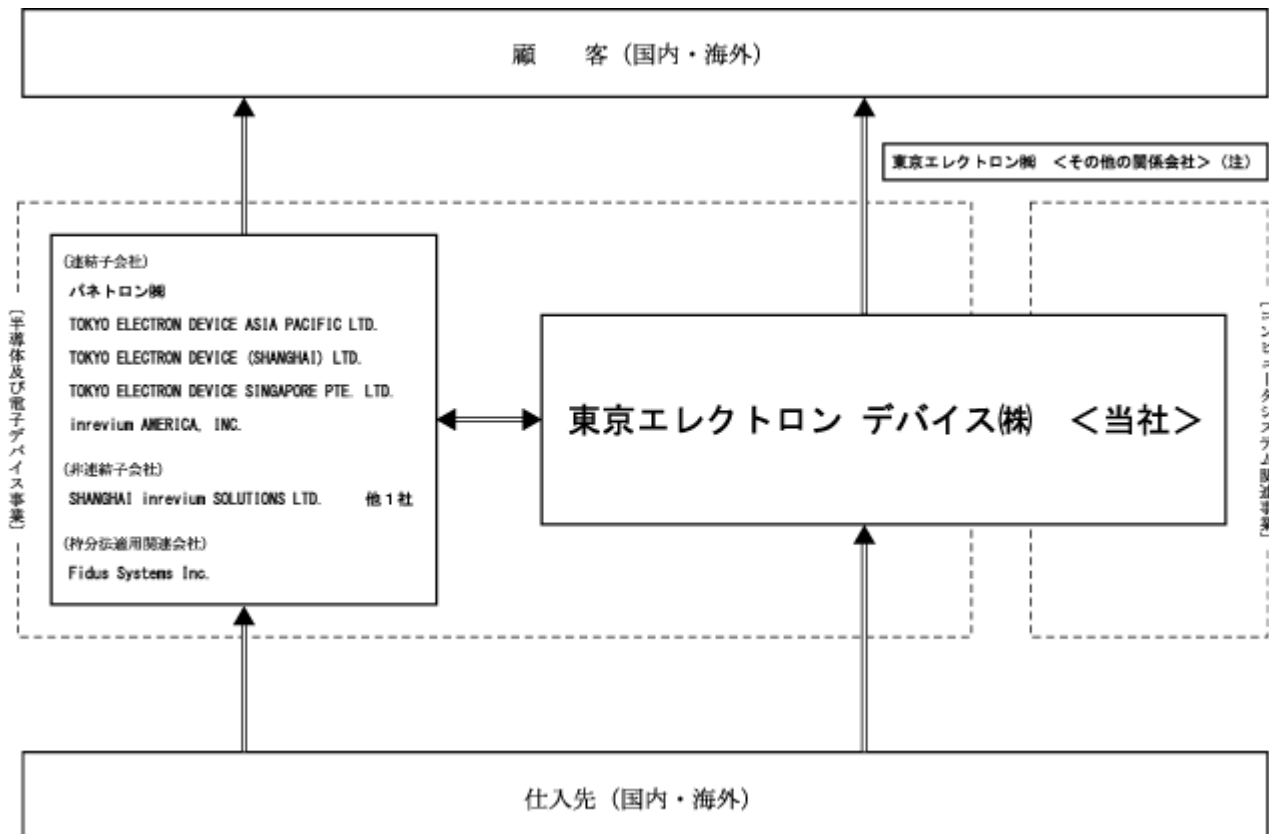 顧　　客（国内・海外）
東京エレクトロン㈱　＜その他の関係会社＞（注）
［半導体及び電子デバイス事業］
（連結子会社）
パネトロン㈱
TOKYO ELECTRON DEVICE ASIA PACIFIC LTD.
TOKYO ELECTRON DEVICE (SHANGHAI) LTD.
TOKYO ELECTRON DEVICE SINGAPORE PTE. LTD.
inrevium AMERICA, INC.
（非連結子会社）
SHANGHAI inrevium SOLUTIONS LTD.　　他１社
（持分法適用関連会社）
Fidus Systems Inc.
東京エレクトロン デバイス㈱　＜当社＞
［コンピュータシステム関連事業］
仕入先（国内・海外）